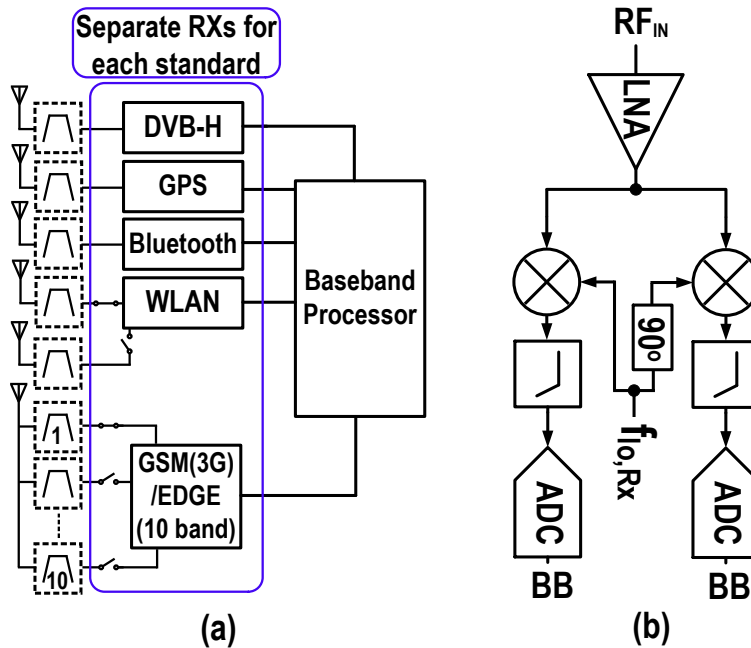 Separate RXs for
each standard
DVB-H
GPS
Bluetooth
WLAN
Baseband
Processor
1
GSM(3G)
/EDGE
(10 band)
10
(a)
RF_IN
LNA
90°
f_lo,Rx
ADC
ADC
BB
BB
(b)